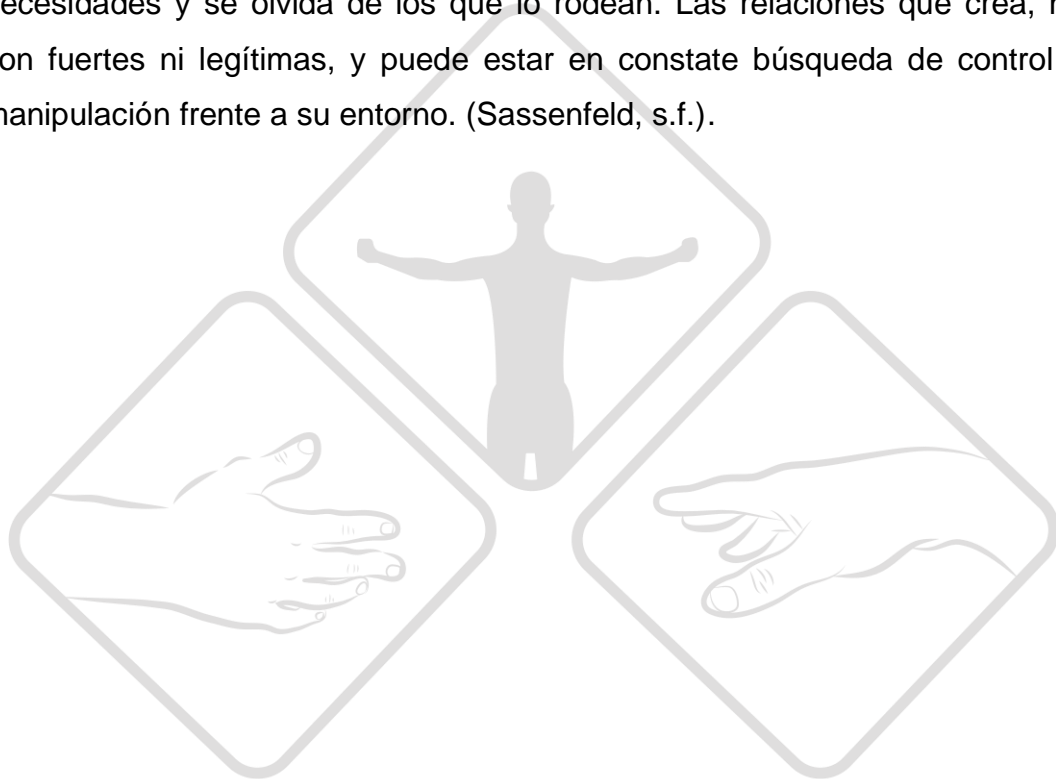 ecesidades y se olvida de los que lo rodean. Las relaciones que crea,
on fuertes ni legítimas, y puede estar en constate búsqueda de control
manipulación frente a su entorno. (Sassenfeld, s.f.).